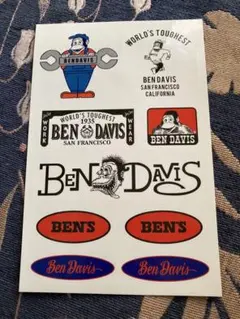 BENDAVIS
WORLD'S TOUGHEST
BEN DAVIS
SAN FRANCISCO
CALIFORNIA
WORLD'S TOUGHEST
1935
WORK
BEN DAVIS
WEAR
SAN FRANCISCO
BEN DAVIS
BEN DAVIS
BEN'S
BEN'S
Ben Davis
Ben Davis